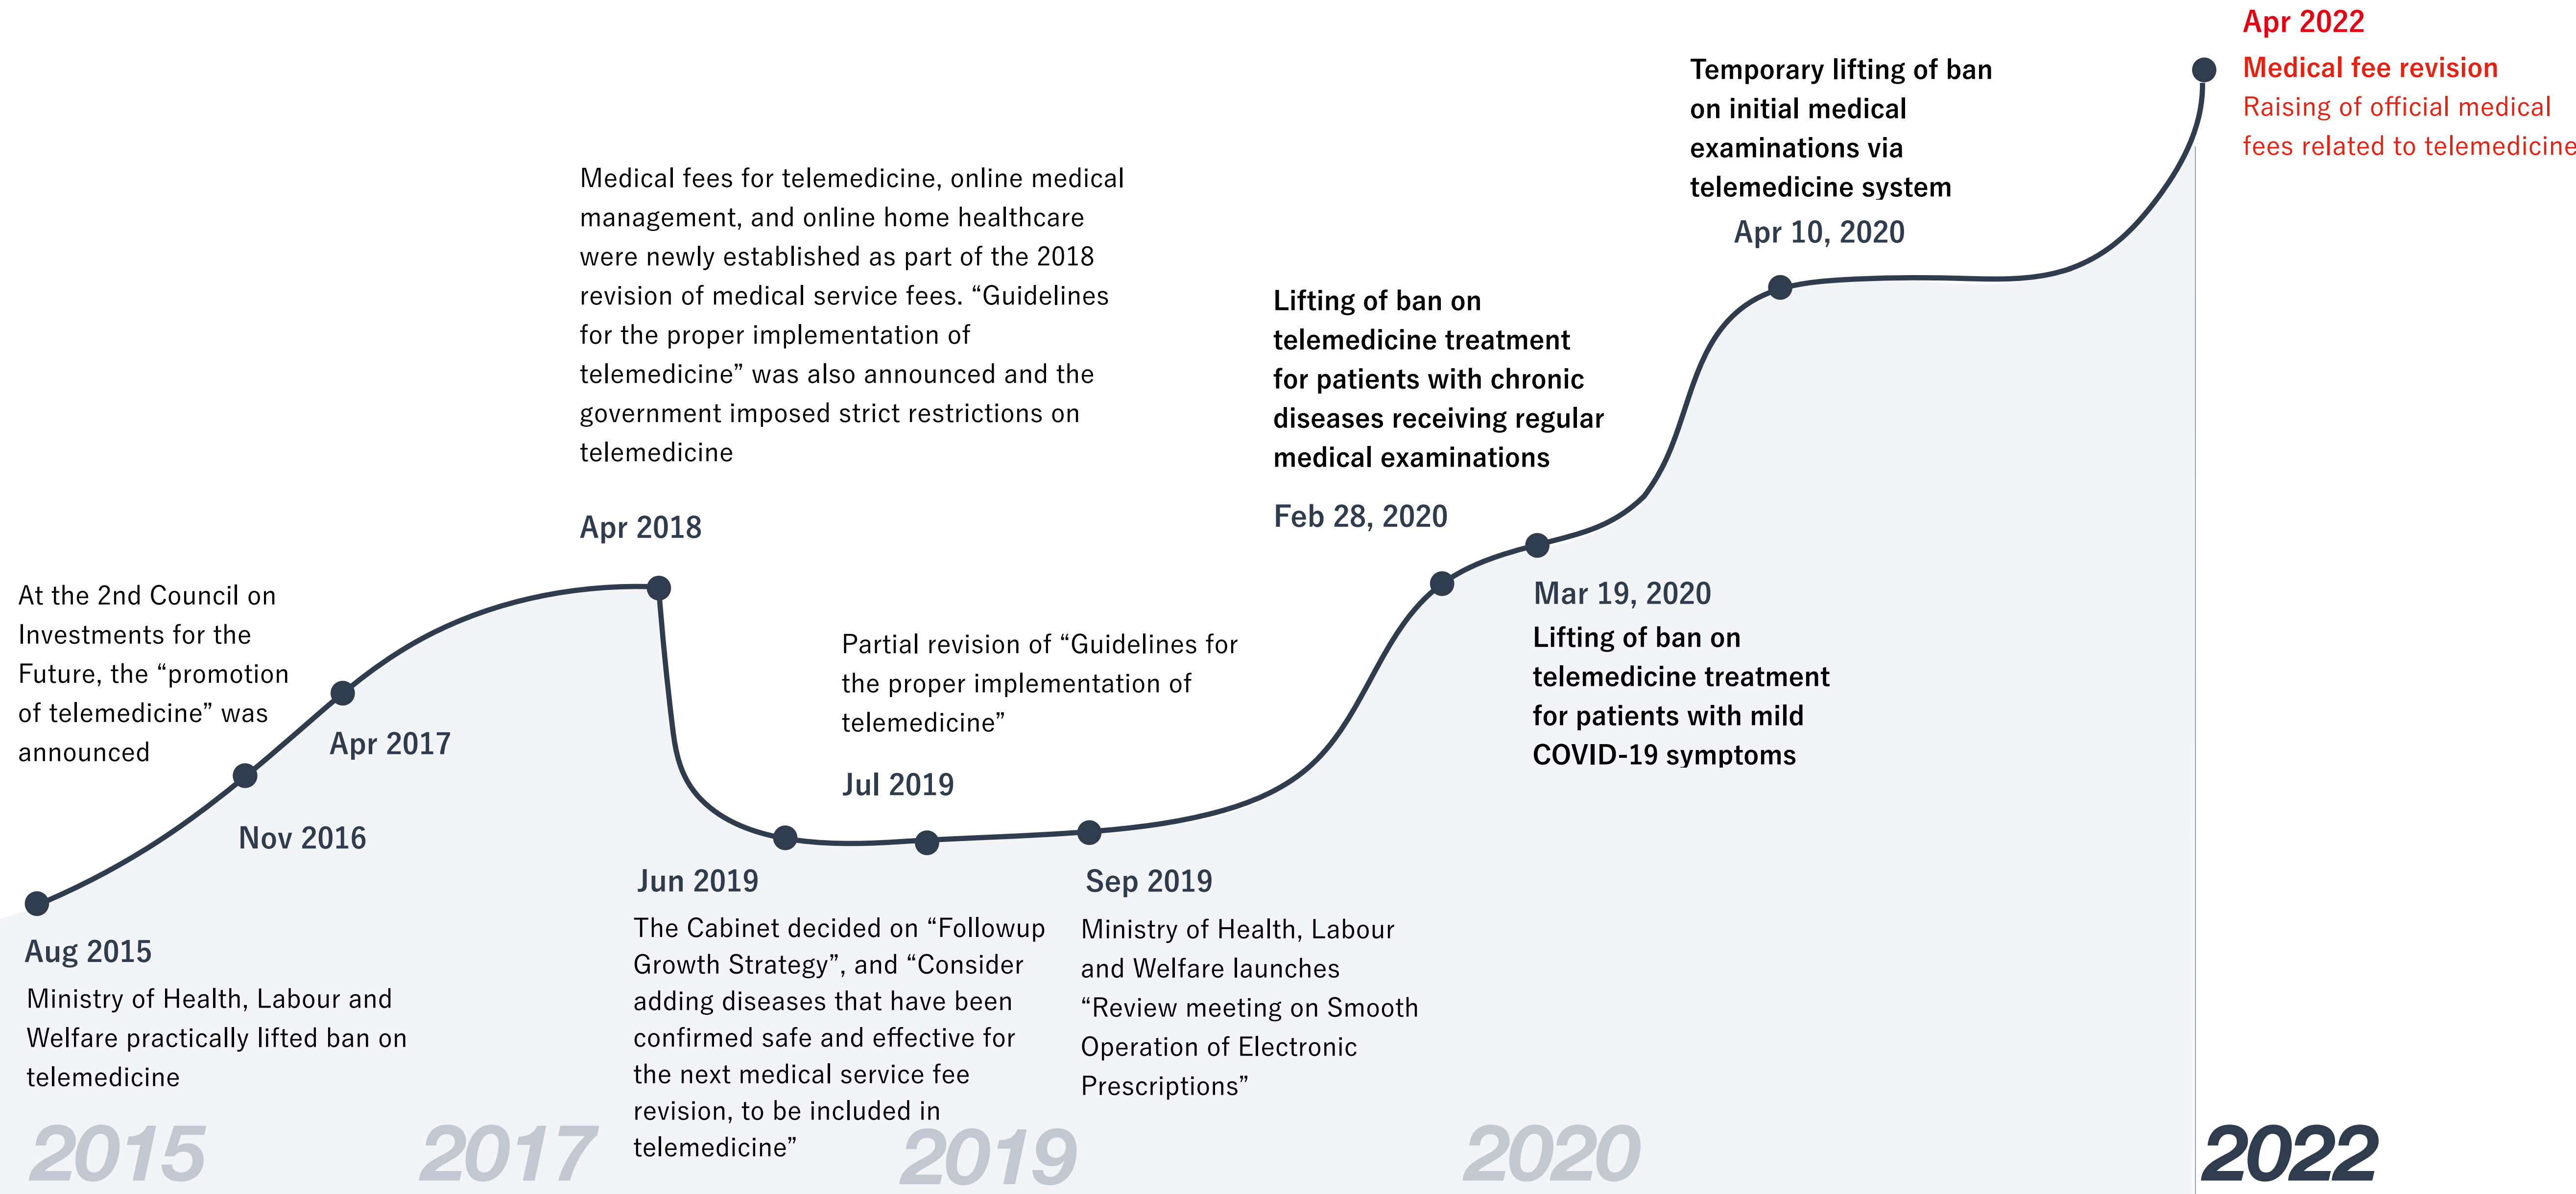 Apr 2022
Medical fee revision
Raising of official medical
fees related to telemedicine
Temporary lifting of ban
on initial medical
examinations via
telemedicine system
Apr 10, 2020
Medical fees for telemedicine, online medical
management, and online home healthcare
were newly established as part of the 2018
revision of medical service fees. “Guidelines
for the proper implementation of
telemedicine” was also announced and the
government imposed strict restrictions on
telemedicine
Apr 2018
Lifting of ban on
telemedicine treatment
for patients with chronic
diseases receiving regular
medical examinations
Feb 28, 2020
At the 2nd Council on
Investments for the
Future, the “promotion
of telemedicine” was
announced
Apr 2017
Nov 2016
Partial revision of “Guidelines for
the proper implementation of
telemedicine”
Jul 2019
Mar 19, 2020
Lifting of ban on
telemedicine treatment
for patients with mild
COVID-19 symptoms
Aug 2015
Ministry of Health, Labour and
Welfare practically lifted ban on
telemedicine
Jun 2019
The Cabinet decided on “Followup
Growth Strategy”, and “Consider
adding diseases that have been
confirmed safe and effective for
the next medical service fee
revision, to be included in
telemedicine”
Sep 2019
Ministry of Health, Labour
and Welfare launches
“Review meeting on Smooth
Operation of Electronic
Prescriptions”
2015
2017
2019
2020
2022